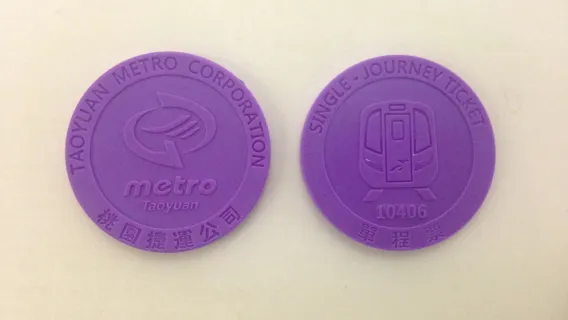 TAOYUAN METRO CORPORATION
metro
Taoyuan
桃園捷運公司
SINGLE - JOURNEY TICKET
10406
單程票